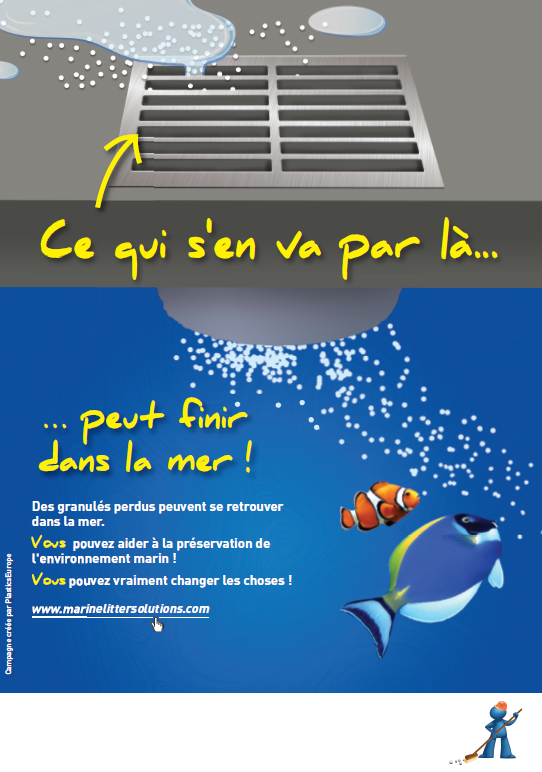 Ce qui s'en va par là...
... peut finir
dans la mer !
Des granulés perdus peuvent se retrouver
dans la mer.
Vous pouvez aider à la préservation de
l'environnement marin !
Vous pouvez vraiment changer les choses !
www.marinelittersolutions.com
Campagne créée par PlasticsEurope